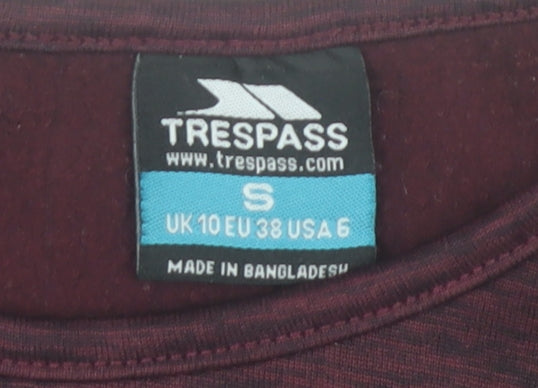 TRESPASS
www.trespass.com
S
UK 10 EU 38 USA 6
MADE IN BANGLADESH